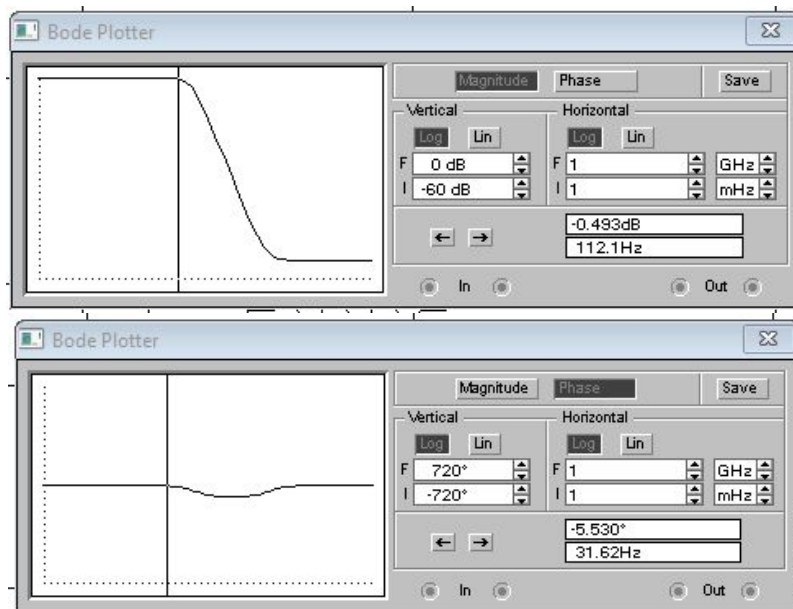 Bode Plotter
Magnitude Phase Save
Vertical Horizontal
Log Lin Log Lin
F 0 dB F 1 GHz
I -60 dB I 1 mHz
← → -0.493dB
112.1Hz
In Out
Bode Plotter
Magnitude Phase Save
Vertical Horizontal
Log Lin Log Lin
F 720° F 1 GHz
I -720° I 1 mHz
← → -5.530°
31.62Hz
In Out